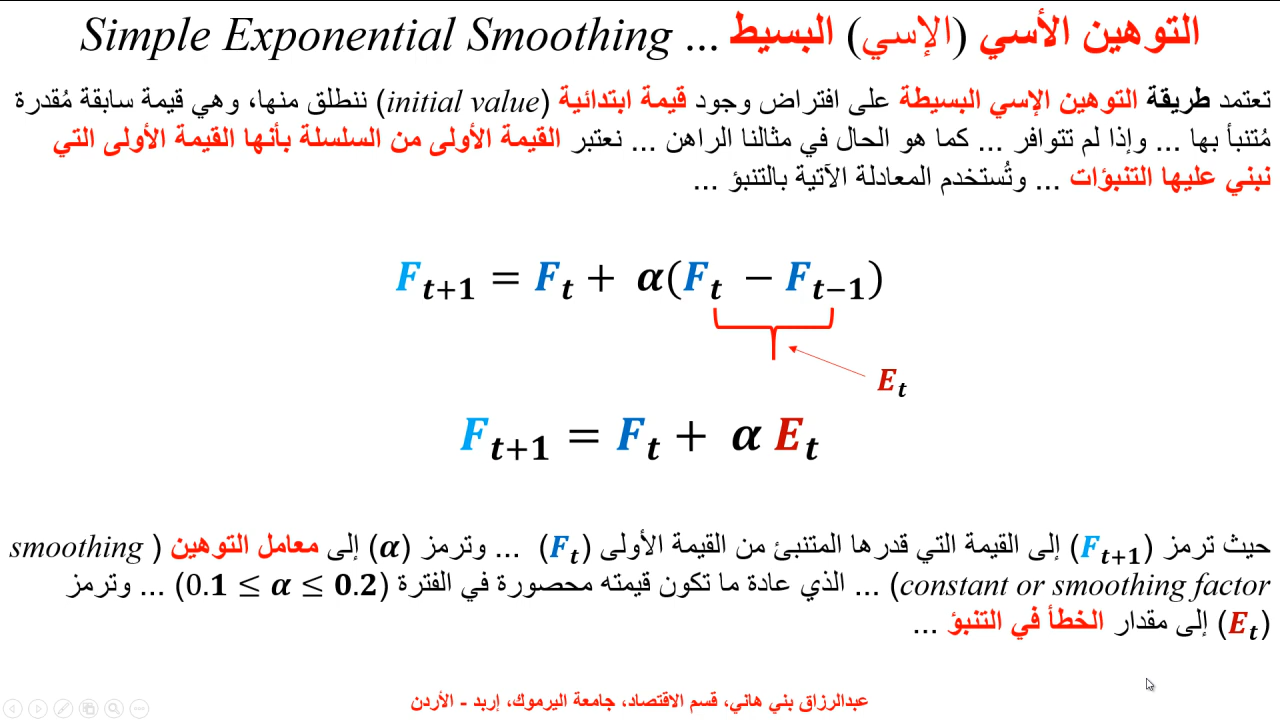 التوهين الأسي (الإسي) البسيط ... Simple Exponential Smoothing
تعتمد طريقة التوهين الإسي البسيطة على افتراض وجود قيمة ابتدائية (initial value) ننطلق منها، وهي قيمة سابقة مُقدرة
مُتنبأ بها ... وإذا لم تتوافر ... كما هو الحال في مثالنا الراهن ... نعتبر القيمة الأولى من السلسلة بأنها القيمة الأولى التي
نبني عليها التنبؤات ... وتُستخدم المعادلة الآتية بالتنبؤ ...
F_{t+1} = F_t + α(F_t − F_{t−1})
E_t
F_{t+1} = F_t + α E_t
حيث ترمز (F_{t+1}) إلى القيمة التي قدرها المتنبئ من القيمة الأولى (F_t) ... وترمز (α) إلى معامل التوهين (smoothing
constant or smoothing factor) ... الذي عادة ما تكون قيمته محصورة في الفترة (0.1 ≤ α ≤ 0.2) ... وترمز
(E_t) إلى مقدار الخطأ في التنبؤ ...
عبدالرزاق بني هاني، قسم الاقتصاد، جامعة اليرموك، إربد - الأردن